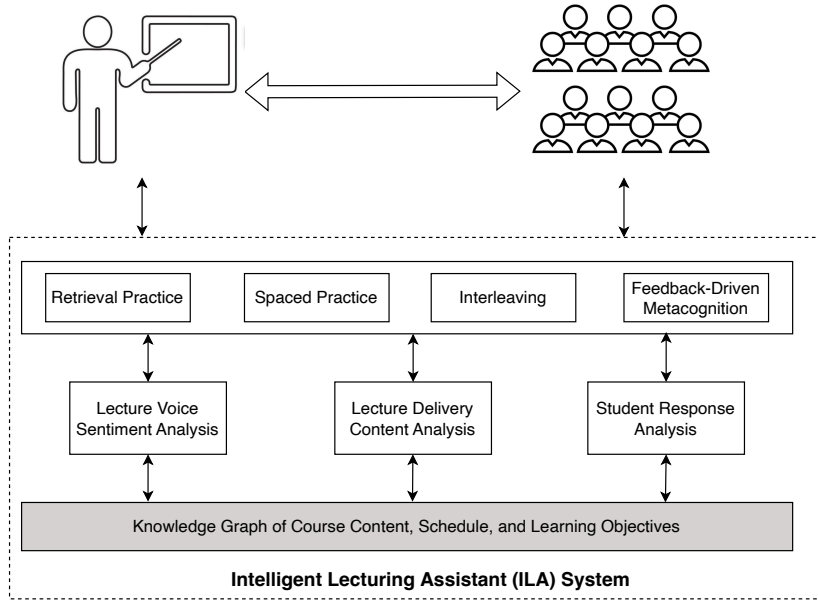 Retrieval Practice
Spaced Practice
Interleaving
Feedback-Driven
Metacognition
Lecture Voice
Sentiment Analysis
Lecture Delivery
Content Analysis
Student Response
Analysis
Knowledge Graph of Course Content, Schedule, and Learning Objectives
Intelligent Lecturing Assistant (ILA) System